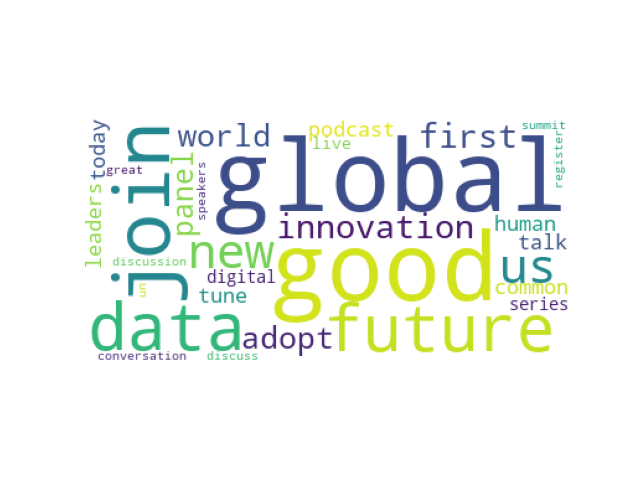 summit
podcast
first
world
today
join
global
live
register
panel
great
speakers
leaders
innovation
human
talk
new
good
us
discussion
digital
common
un
tune
series
data
future
adopt
conversation
discuss